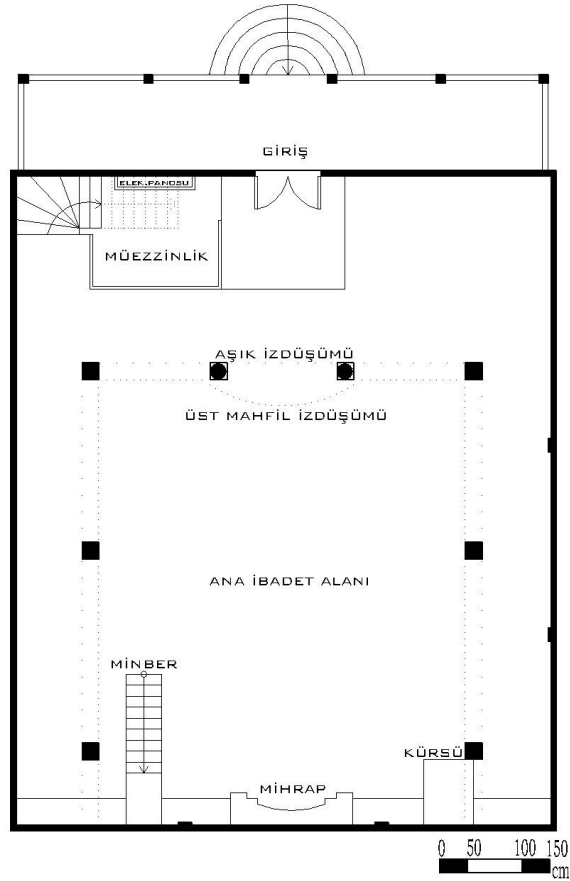 GİRİŞ
ELEK.PANOSU
MÜEZZİNLİK
AŞIK İZDÜŞÜMÜ
ÜST MAHFİL İZDÜŞÜMÜ
ANA İBADET ALANI
MİNBER
KÜRSÜ
MİHRAP
0 50 100 150
cm